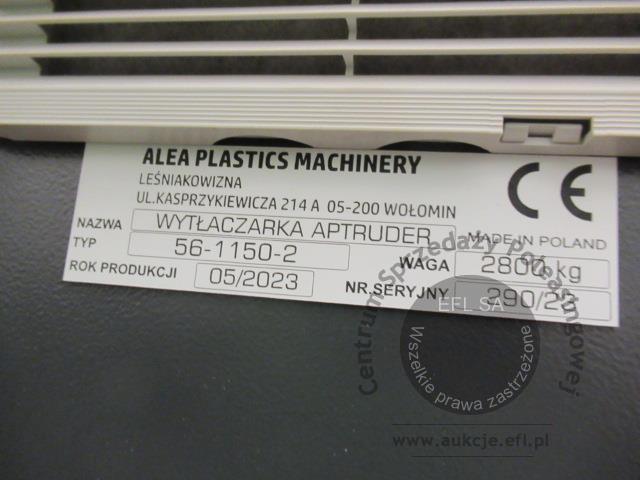 ALEA PLASTICS MACHINERY
LEŚNIAKOWIZNA
UL.KASPRZYKIEWICZA 214 A 05-200 WOŁOMIN
CE
MADE IN POLAND
NAZWA WYTŁACZARKA APTRUDER
TYP 56-1150-2
WAGA 2800 kg
ROK PRODUKCJI 05/2023
NR.SERYJNY 290/23
Centrum Sprzedaży Poleasingowej
EFL SA
Wszelkie prawa zastrzeżone
www.aukcje.efl.pl